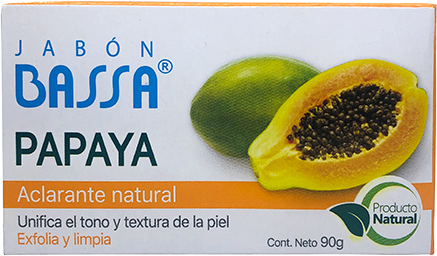 JABÓN
BASSA®
PAPAYA
Aclarante natural
Unifica el tono y textura de la piel
Exfolia y limpia
Cont. Neto 90g
Producto
Natural